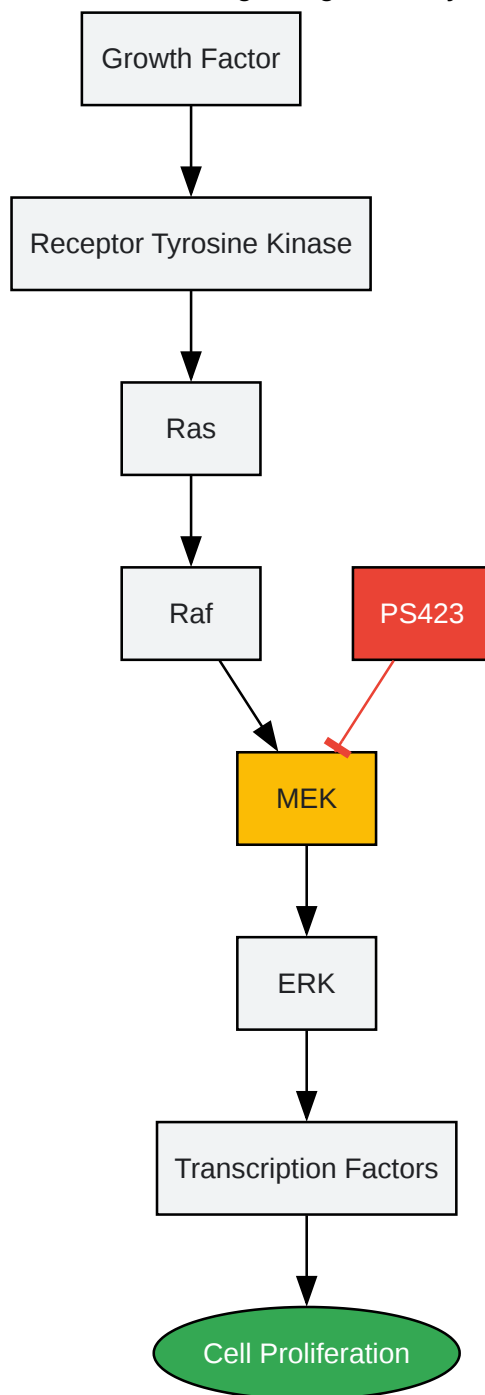 Growth Factor
Receptor Tyrosine Kinase
Ras
Raf
PS423
MEK
ERK
Transcription Factors
Cell Proliferation